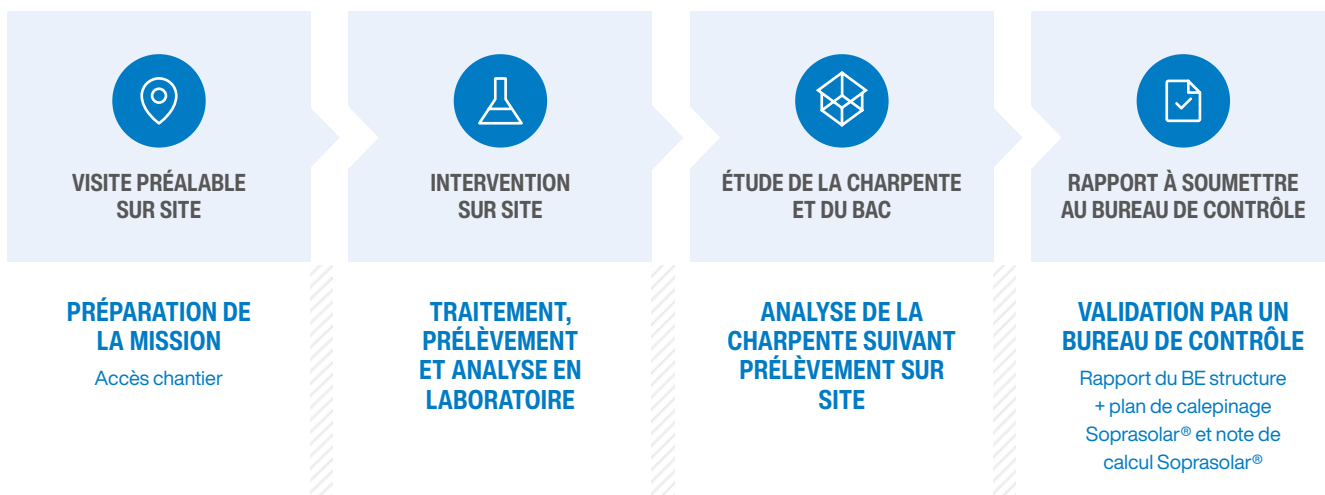 VISITE PRÉALABLE
SUR SITE
INTERVENTION
SUR SITE
ÉTUDE DE LA CHARPENTE
ET DU BAC
RAPPORT À SOUMETTRE
AU BUREAU DE CONTRÔLE
PRÉPARATION DE
LA MISSION
Accès chantier
TRAITEMENT,
PRÉLÈVEMENT
ET ANALYSE EN
LABORATOIRE
ANALYSE DE LA
CHARPENTE SUIVANT
PRÉLÈVEMENT SUR
SITE
VALIDATION PAR UN
BUREAU DE CONTRÔLE
Rapport du BE structure
+ plan de calepinage
Soprasolar® et note de
calcul Soprasolar®